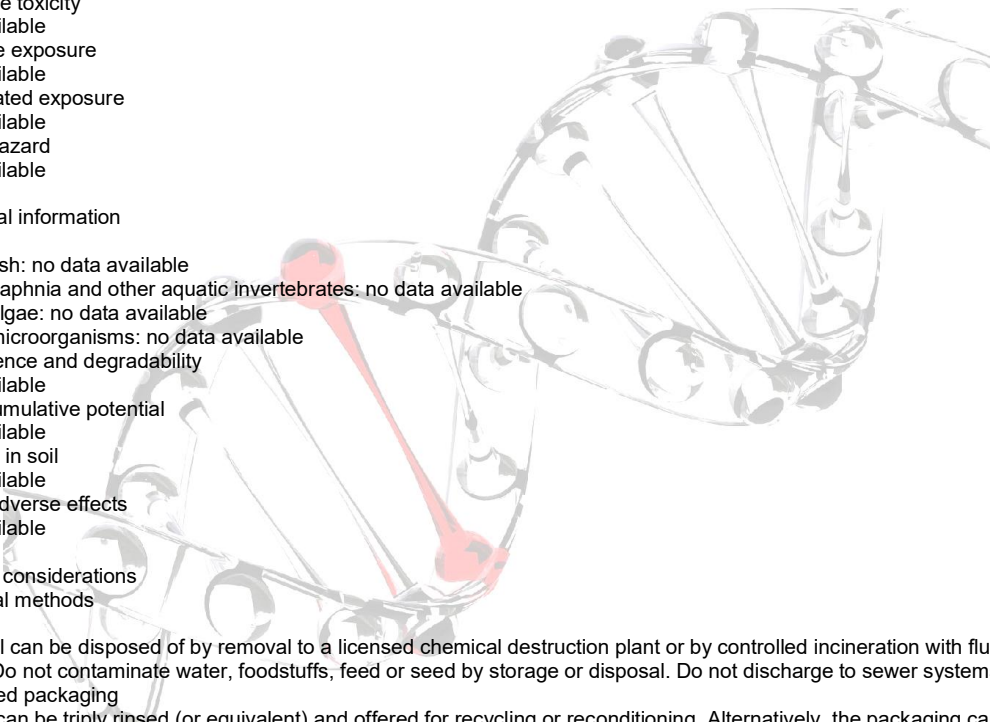 e toxicity
ilable
e exposure
ilable
ated exposure
ilable
azard
ilable
al information
sh: no data available
aphnia and other aquatic invertebrates: no data available
lgae: no data available
microorganisms: no data available
ence and degradability
ilable
umulative potential
ilable
in soil
ilable
dverse effects
ilable
considerations
al methods
l can be disposed of by removal to a licensed chemical destruction plant or by controlled incineration with flu
Do not contaminate water, foodstuffs, feed or seed by storage or disposal. Do not discharge to sewer system
ed packaging
can be triply rinsed (or equivalent) and offered for recycling or reconditioning. Alternatively, the packaging ca